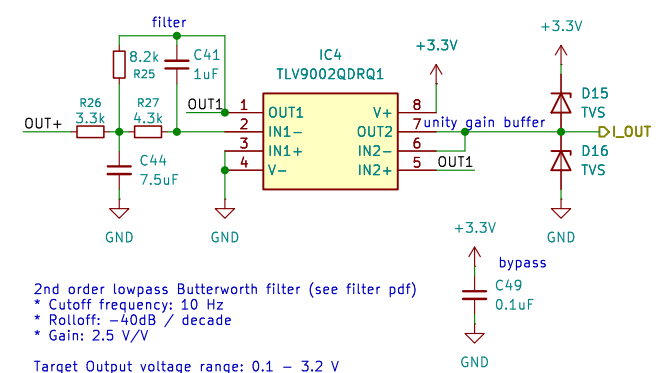 filter
8.2k
R25
C41
1uF
IC4
TLV9002QDRQ1
+3.3V
+3.3V
R26
3.3k
R27
4.3k
OUT+
OUT1
1
OUT1
V+
8
2
IN1-
OUT2
7
unity gain buffer
3
IN1+
IN2-
6
4
V-
IN2+
5
OUT1
D15
TVS
I_OUT
D16
TVS
C44
7.5uF
GND
GND
GND
+3.3V
bypass
C49
0.1uF
GND
2nd order lowpass Butterworth filter (see filter pdf)
* Cutoff frequency: 10 Hz
* Rolloff: -40dB / decade
* Gain: 2.5 V/V
Target Output voltage range: 0.1 - 3.2 V